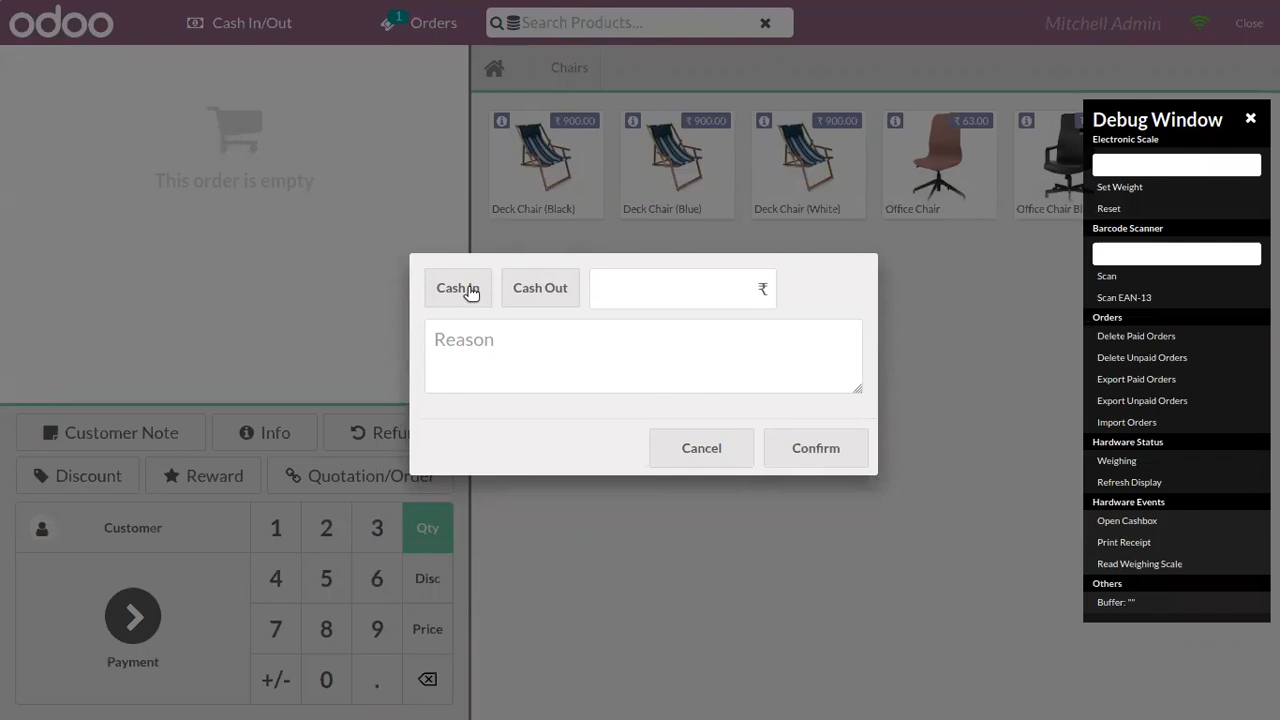 odoo
Cash In/Out
1
Orders
Search Products...
Mitchell Admin
Close
This order is empty
Chairs
₹ 900.00
₹ 900.00
₹ 900.00
₹ 63.00
Deck Chair (Black)
Deck Chair (Blue)
Deck Chair (White)
Office Chair
Office Chair Bl
Cash In
Cash Out
₹
Reason
Cancel
Confirm
Customer Note
Info
Refu
Discount
Reward
Quotation/Order
Customer
1
2
3
Qty
4
5
6
Disc
7
8
9
Price
+/-
0
.
Payment
Debug Window
Electronic Scale
Set Weight
Reset
Barcode Scanner
Scan
Scan EAN-13
Orders
Delete Paid Orders
Delete Unpaid Orders
Export Paid Orders
Export Unpaid Orders
Import Orders
Hardware Status
Weighing
Refresh Display
Hardware Events
Open Cashbox
Print Receipt
Read Weighing Scale
Others
Buffer: ""